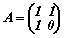 A = (1 1
1 0)